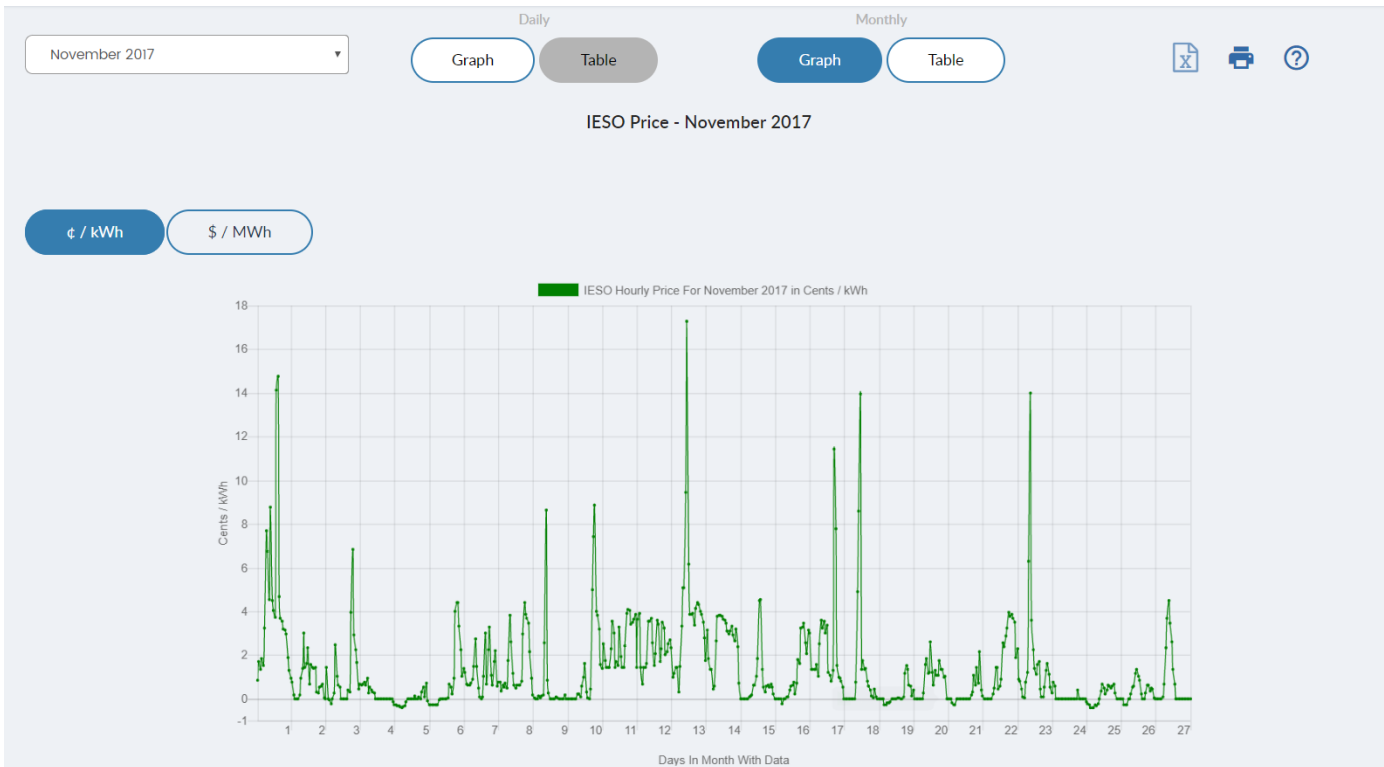 Daily
Monthly
November 2017
Graph
Table
Graph
Table
X
?
IESO Price - November 2017
¢ / kWh
$ / MWh
IESO Hourly Price For November 2017 in Cents / kWh
18
16
14
12
10
8
6
4
2
0
-1
Cents / kWh
1 2 3 4 5 6 7 8 9 10 11 12 13 14 15 16 17 18 19 20 21 22 23 24 25 26 27
Days In Month With Data